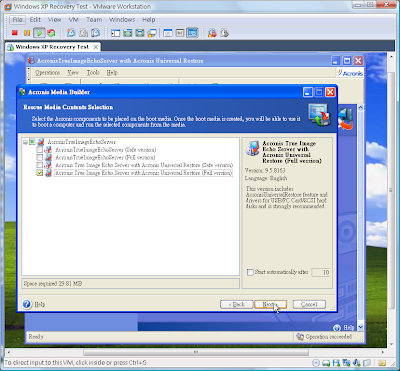 Windows XP Recovery Test - VMware Workstation
File Edit View VM Team Windows Help
Windows XP Recovery Test
AcronisTrueImageEchoServer with Acronis Universal Restore
Operations View Tools Help
Acronis
Acronis Media Builder
Rescue Media Contents Selection
Select the Acronis components to be placed on the boot media. Once the boot media is created, you will be able to use it to boot a computer and run the selected components from the media.
AcronisTrueImageEchoServer
AcronisTrueImageEchoServer (Safe version)
AcronisTrueImageEchoServer (Full version)
Acronis True Image Echo Server with Acronis Universal Restore (Safe version)
Acronis True Image Echo Server with Acronis Universal Restore (Full version)
Acronis True Image
Echo Server with
Acronis Universal
Restore (Full version)
Version: 9.5.8163
Language: English
This version includes
AcronisUniversalRestore feature and
drivers for USB/PC Card/SCSI hard
disks and is strongly recommended.
Start automatically after 10
Space required 29.81 MB
Help
< Back
Next >
Cancel
Help
Ready
Operation succeeded
To direct input to this VM, click inside or press Ctrl+G.